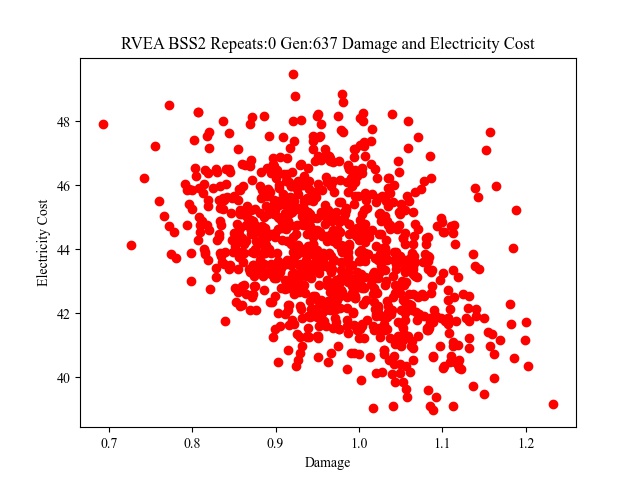 RVEA BSS2 Repeats:0 Gen:637 Damage and Electricity Cost
48
46
44
42
40
Electricity Cost
0.7 0.8 0.9 1.0 1.1 1.2
Damage